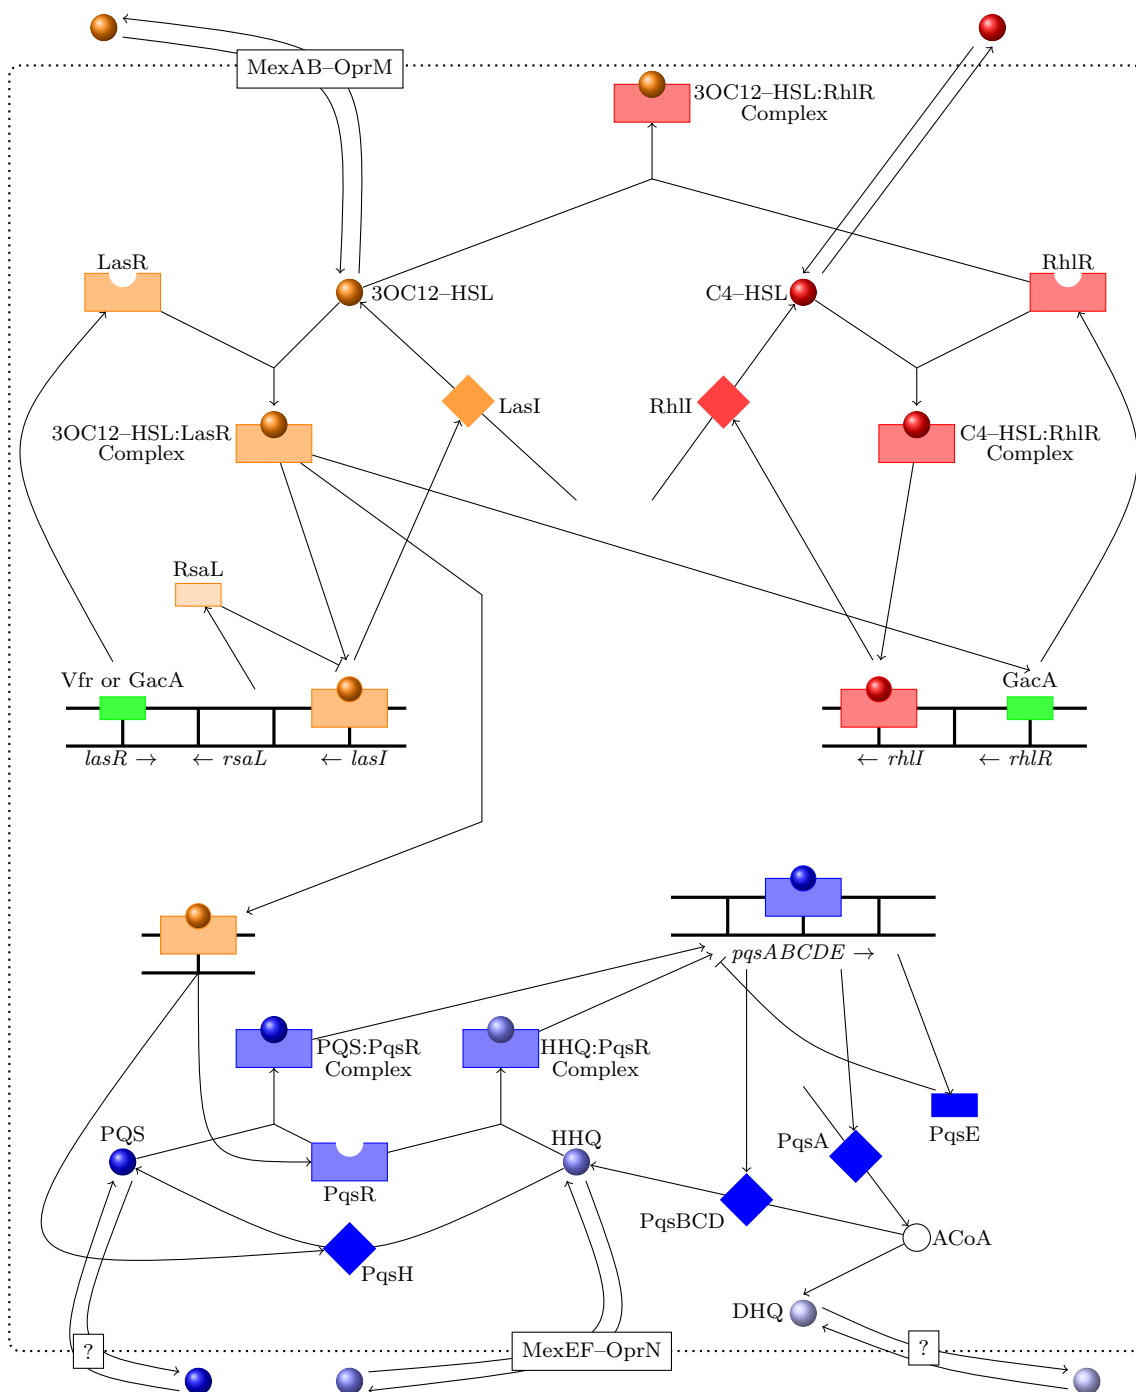 MexAB–OprM
3OC12–HSL:RhlR
Complex
LasR
RhlR
3OC12–HSL
C4–HSL
LasI
RhlI
3OC12–HSL:LasR
Complex
C4–HSL:RhlR
Complex
RsaL
Vfr or GacA
GacA
lasR →
← rsaL
← lasI
← rhlI
← rhlR
pqsABCDE →
PQS:PqsR
Complex
HHQ:PqsR
Complex
PqsE
PQS
HHQ
PqsA
PqsR
PqsBCD
ACoA
PqsH
DHQ
?
MexEF–OprN
?